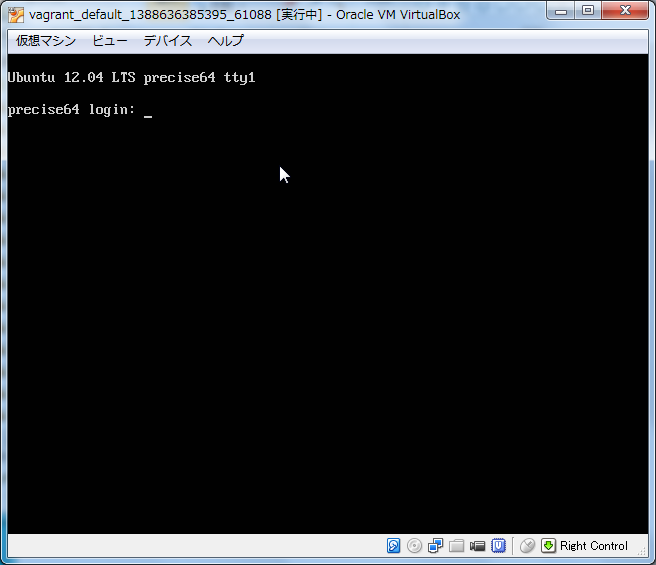 vagrant_default_1388636385395_61088 [実行中] - Oracle VM VirtualBox
仮想マシン ビュー デバイス ヘルプ
Ubuntu 12.04 LTS precise64 tty1
precise64 login: _
Right Control